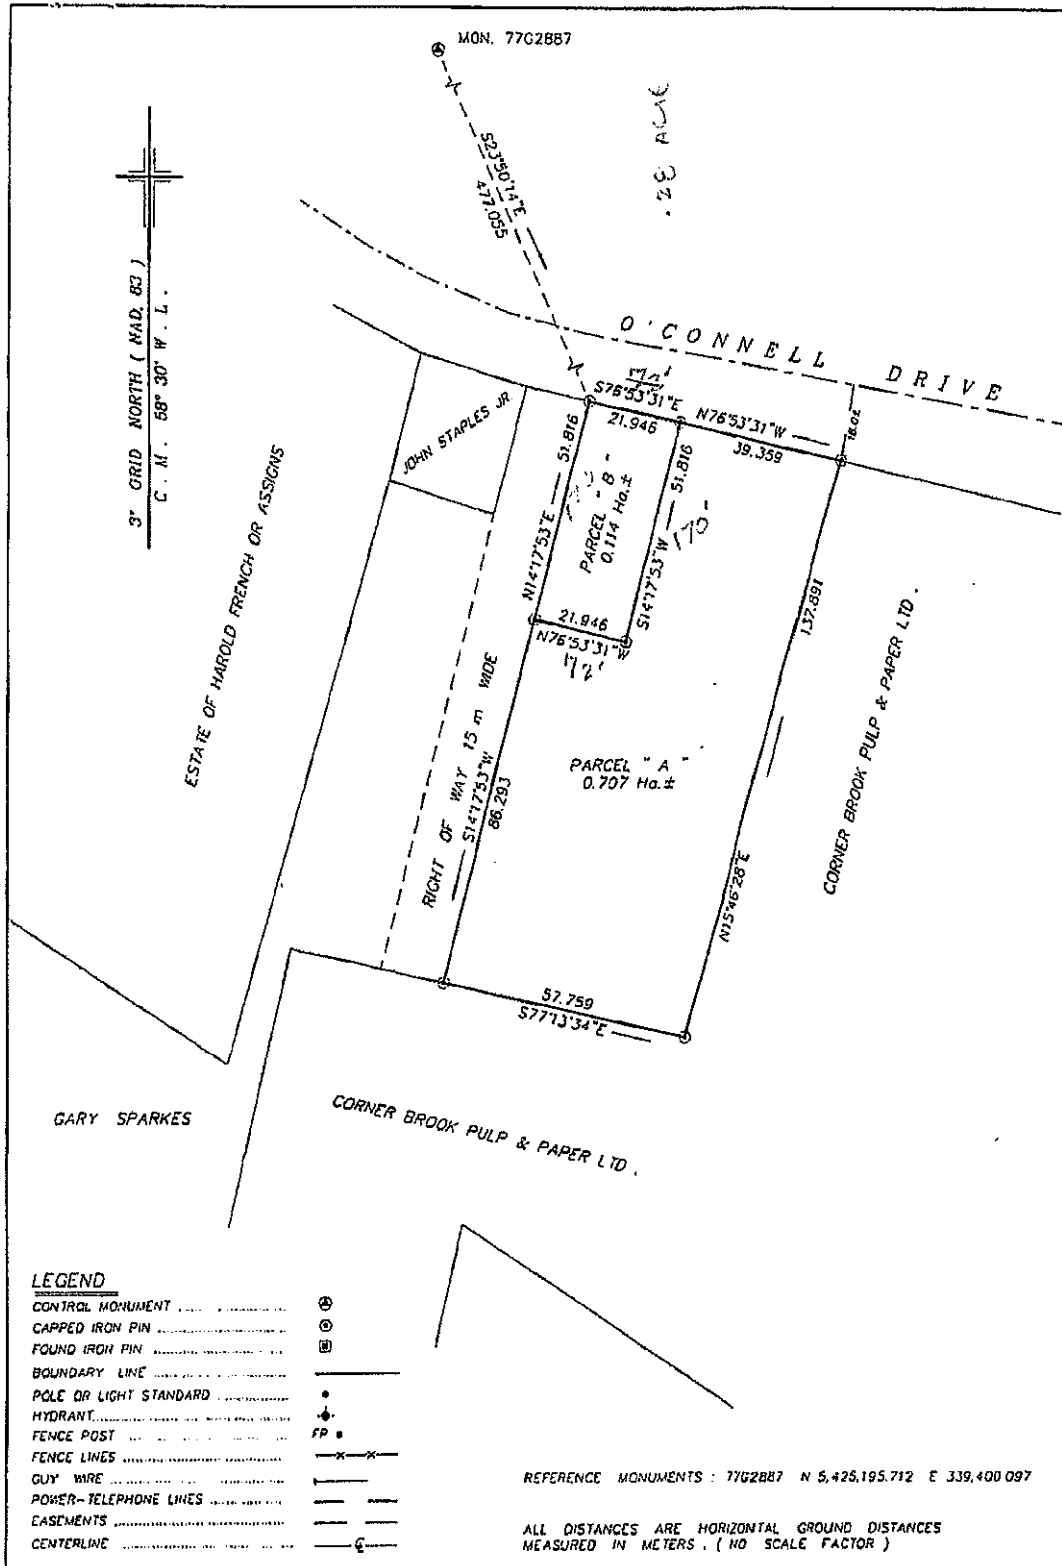 MON. 77G2887
.28 ACRE
S23°50'14"E
477.055
3° GRID NORTH ( NAD. 83 )
C . M . 58° 30' W . L .
O'CONNELL DRIVE
72'
S76°53'31"E
21.946
N76°53'31"W
39.359
18.0±
JOHN STAPLES JR.
N14°17'53"E
51.816
PARCEL "B"
0.114 Ha.±
S14°17'53"W
51.816
170'
21.946
N76°53'31"W
72'
ESTATE OF HAROLD FRENCH OR ASSIGNS
RIGHT OF WAY 15 m WIDE
S14°17'53"W
86.293
PARCEL " A "
0.707 Ha.±
137.891
N15°46'28"E
CORNER BROOK PULP & PAPER LTD.
57.759
S77°13'34"E
GARY SPARKES
CORNER BROOK PULP & PAPER LTD.
LEGEND
CONTROL MONUMENT
CAPPED IRON PIN
FOUND IRON PIN
BOUNDARY LINE
POLE OR LIGHT STANDARD
HYDRANT
FENCE POST FP
FENCE LINES
GUY WIRE
POWER-TELEPHONE LINES
EASEMENTS
CENTERLINE
REFERENCE MONUMENTS : 77G2887 N 5,425,195.712 E 339,400.097
ALL DISTANCES ARE HORIZONTAL GROUND DISTANCES
MEASURED IN METERS . ( NO SCALE FACTOR )